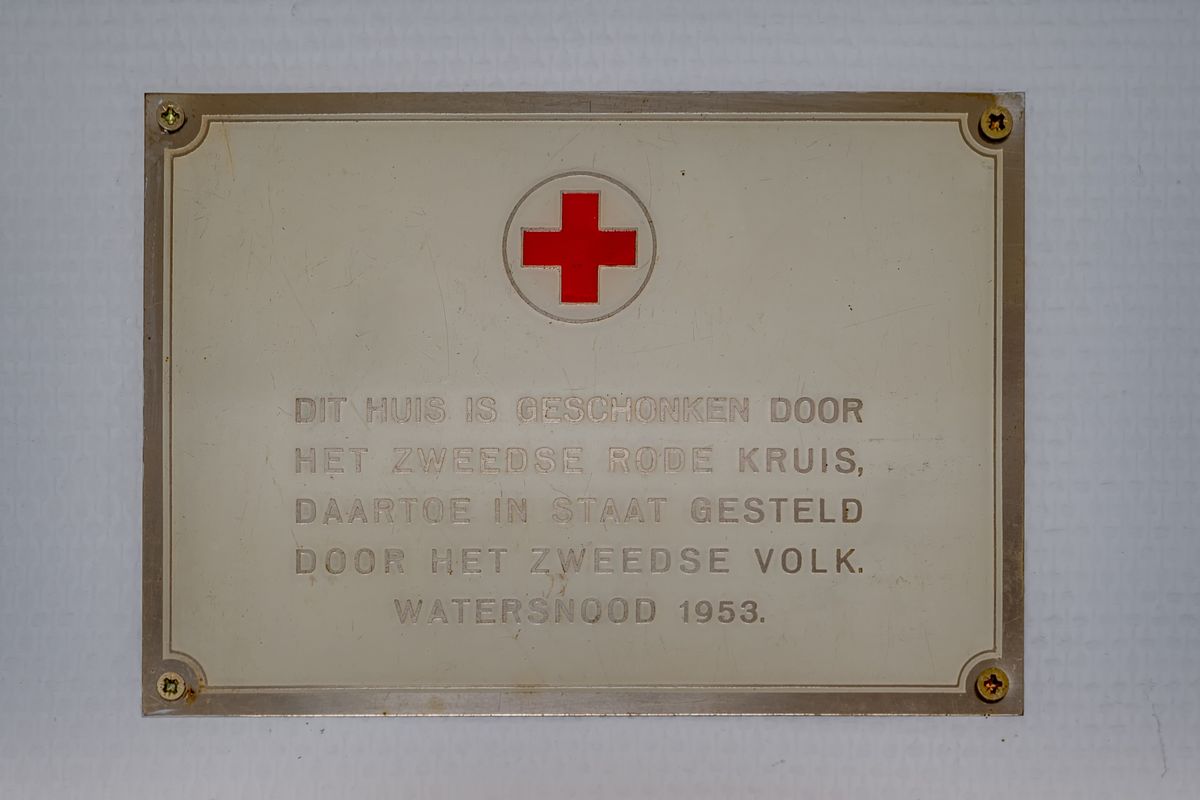 DIT HUIS IS GESCHONKEN DOOR
HET ZWEEDSE RODE KRUIS,
DAARTOE IN STAAT GESTELD
DOOR HET ZWEEDSE VOLK.
WATERSNOOD 1953.